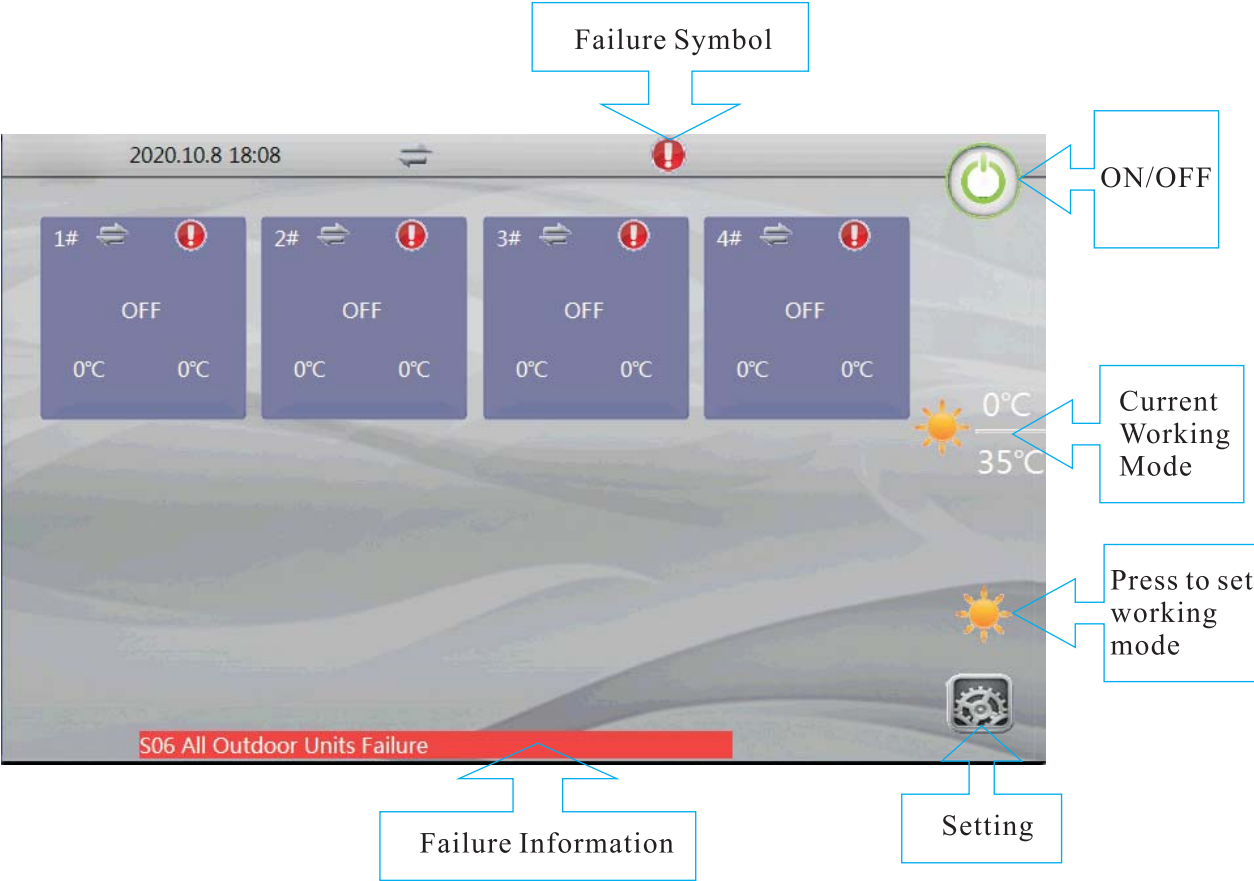 Failure Symbol
2020.10.8 18:08
ON/OFF
1#
2#
3#
4#
OFF
OFF
OFF
OFF
0℃ 0℃
0℃ 0℃
0℃ 0℃
0℃ 0℃
0℃
35℃
Current
Working
Mode
Press to set
working
mode
S06 All Outdoor Units Failure
Setting
Failure Information